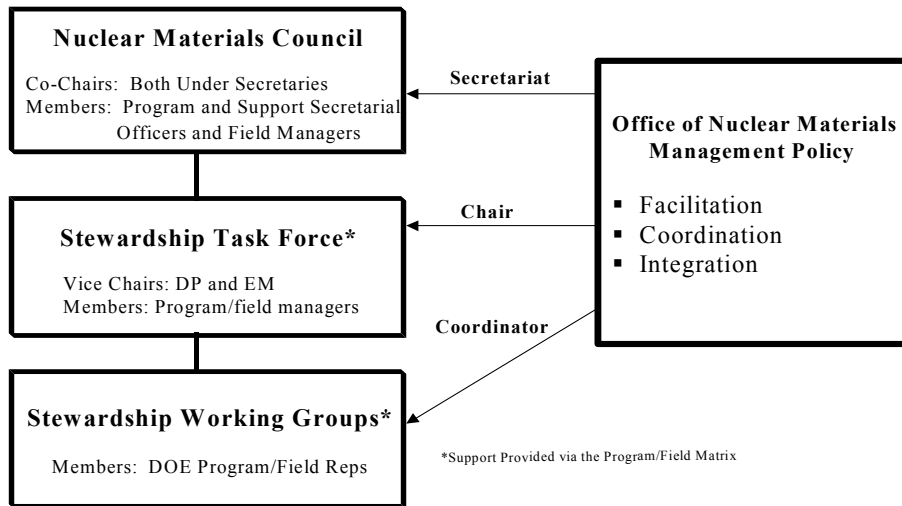 Nuclear Materials Council
Co-Chairs: Both Under Secretaries
Members: Program and Support Secretarial
Officers and Field Managers
Secretariat
Office of Nuclear Materials
Management Policy
▪ Facilitation
▪ Coordination
▪ Integration
Chair
Stewardship Task Force*
Vice Chairs: DP and EM
Members: Program/field managers
Coordinator
Stewardship Working Groups*
Members: DOE Program/Field Reps
*Support Provided via the Program/Field Matrix